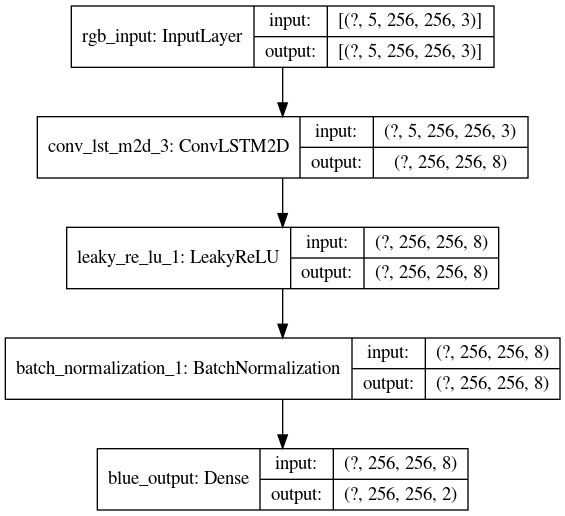 rgb_input: InputLayer
input: [(?, 5, 256, 256, 3)]
output: [(?, 5, 256, 256, 3)]
conv_lst_m2d_3: ConvLSTM2D
input: (?, 5, 256, 256, 3)
output: (?, 256, 256, 8)
leaky_re_lu_1: LeakyReLU
input: (?, 256, 256, 8)
output: (?, 256, 256, 8)
batch_normalization_1: BatchNormalization
input: (?, 256, 256, 8)
output: (?, 256, 256, 8)
blue_output: Dense
input: (?, 256, 256, 8)
output: (?, 256, 256, 2)